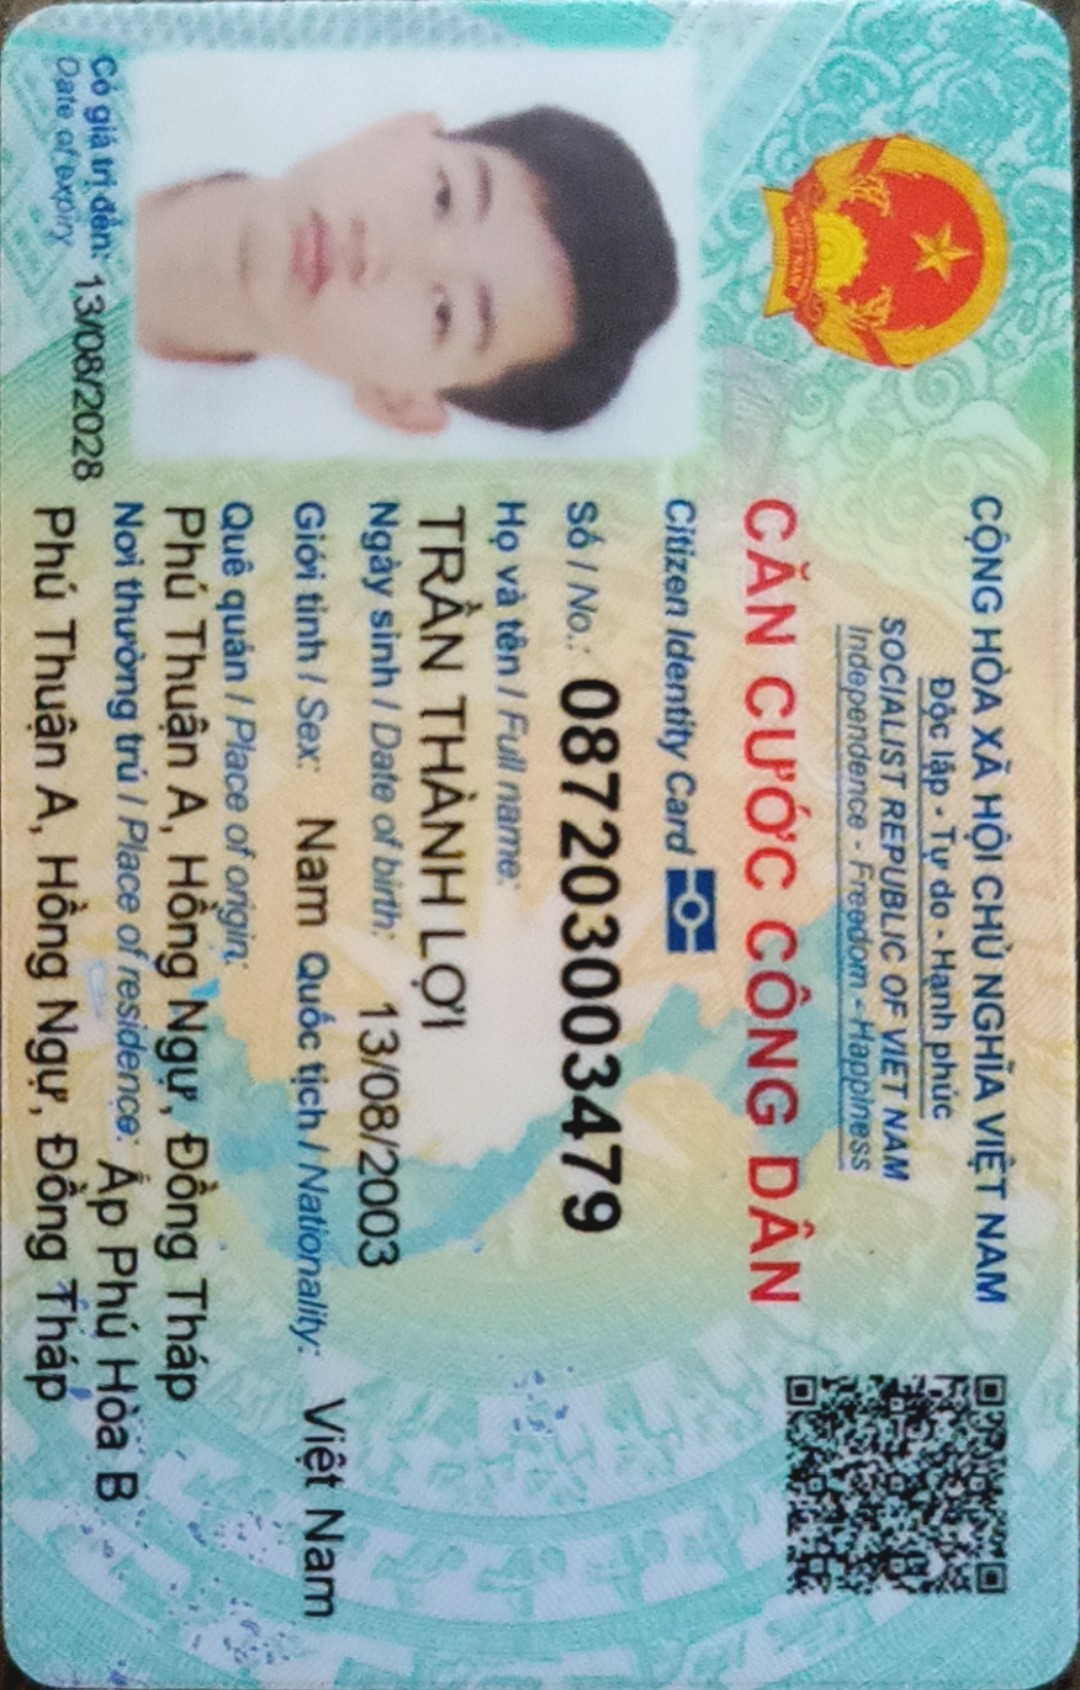 CỘNG HÒA XÃ HỘI CHỦ NGHĨA VIỆT NAM
Độc lập - Tự do - Hạnh phúc
SOCIALIST REPUBLIC OF VIET NAM
Independence - Freedom - Happiness
VIỆT NAM
CĂN CƯỚC CÔNG DÂN
Citizen Identity Card
Số / No.: 087203003479
Họ và tên / Full name:
TRẦN THÀNH LỢI
Ngày sinh / Date of birth: 13/08/2003
Giới tính / Sex: Nam Quốc tịch / Nationality: Việt Nam
Quê quán / Place of origin:
Phú Thuận A, Hồng Ngự, Đồng Tháp
Nơi thường trú / Place of residence: Ấp Phú Hòa B
Phú Thuận A, Hồng Ngự, Đồng Tháp
Có giá trị đến: 13/08/2028
Date of expiry